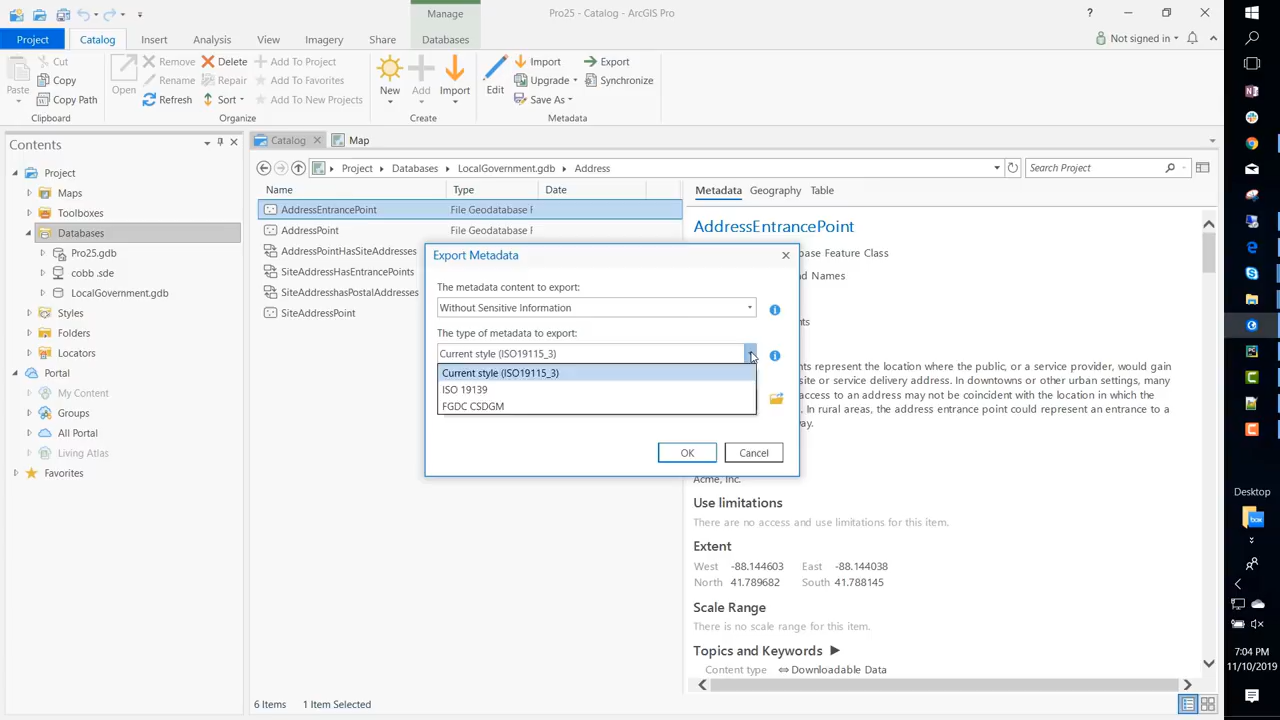 Manage
Pro25 - Catalog - ArcGIS Pro
?
Project
Catalog
Insert
Analysis
View
Imagery
Share
Databases
Not signed in
Paste
Cut
Copy
Copy Path
Clipboard
Open
Remove
Rename
Refresh
Delete
Repair
Sort
Add To Project
Add To Favorites
Add To New Projects
Organize
New
Add
Import
Create
Edit
Import
Upgrade
Save As
Export
Synchronize
Metadata
Contents
Project
Maps
Toolboxes
Databases
Pro25.gdb
cobb .sde
LocalGovernment.gdb
Styles
Folders
Locators
Portal
My Content
Groups
All Portal
Living Atlas
Favorites
Catalog
Map
Project
Databases
LocalGovernment.gdb
Address
Search Project
Name
Type
Date
AddressEntrancePoint
File Geodatabase F
AddressPoint
File Geodatabase F
AddressPointHasSiteAddresses
SiteAddressHasEntrancePoints
SiteAddresshasPostalAddresses
SiteAddressPoint
6 Items
1 Item Selected
Export Metadata
The metadata content to export:
Without Sensitive Information
The type of metadata to export:
Current style (ISO19115_3)
Current style (ISO19115_3)
ISO 19139
FGDC CSDGM
OK
Cancel
Metadata
Geography
Table
AddressEntrancePoint
Database Feature Class
nd Names
nts
nts represent the location where the public, or a service provider, would gain
site or service delivery address. In downtowns or other urban settings, many
access to an address may not be coincident with the location in which the
. In rural areas, the address entrance point could represent an entrance to a
vay.
Acme, Inc.
Use limitations
There are no access and use limitations for this item.
Extent
West -88.144603 East -88.144038
North 41.789682 South 41.788145
Scale Range
There is no scale range for this item.
Topics and Keywords
Content type ⇔ Downloadable Data
Desktop
box
7:04 PM
11/10/2019